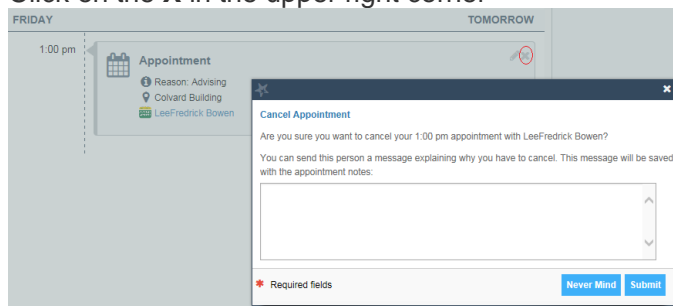 Click on the X in the upper right corner
FRIDAY TOMORROW
1:00 pm
Appointment
Reason: Advising
Colvard Building
LeeFredrick Bowen
Cancel Appointment
Are you sure you want to cancel your 1:00 pm appointment with LeeFredrick Bowen?
You can send this person a message explaining why you have to cancel. This message will be saved
with the appointment notes:
* Required fields
Never Mind Submit